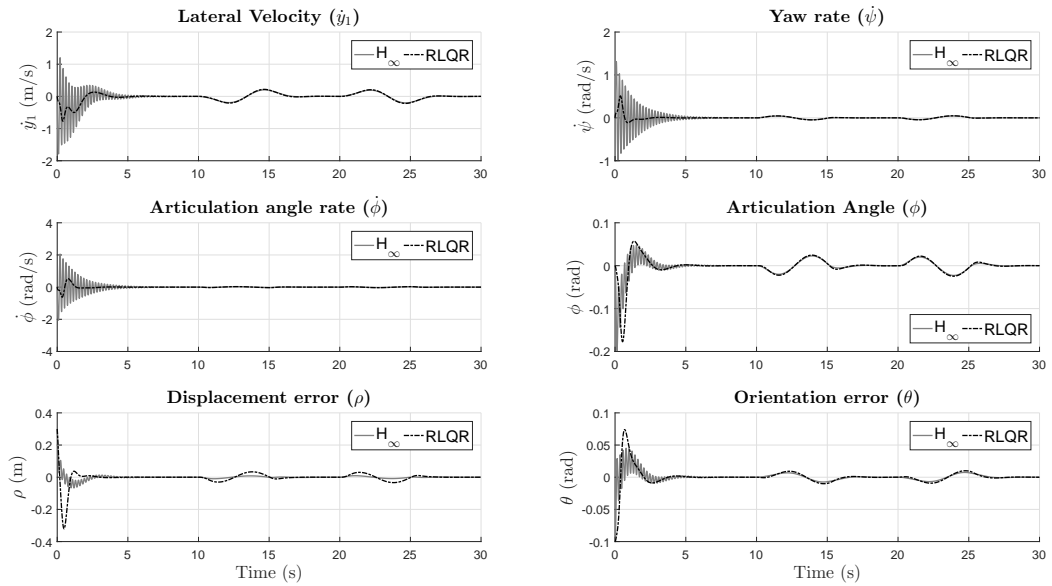 Lateral Velocity (ẏ₁)
H∞ RLQR
ẏ₁ (m/s)
2
1
0
-1
-2
0 5 10 15 20 25 30
Yaw rate (ψ̇)
H∞ RLQR
ψ̇ (rad/s)
2
1
0
-1
0 5 10 15 20 25 30
Articulation angle rate (φ̇)
H∞ RLQR
φ̇ (rad/s)
4
2
0
-2
-4
0 5 10 15 20 25 30
Articulation Angle (φ)
H∞ RLQR
φ (rad)
0.1
0
-0.1
-0.2
0 5 10 15 20 25 30
Displacement error (ρ)
H∞ RLQR
ρ (m)
0.4
0.2
0
-0.2
-0.4
0 5 10 15 20 25 30
Time (s)
Orientation error (θ)
H∞ RLQR
θ (rad)
0.1
0.05
0
-0.05
-0.1
0 5 10 15 20 25 30
Time (s)